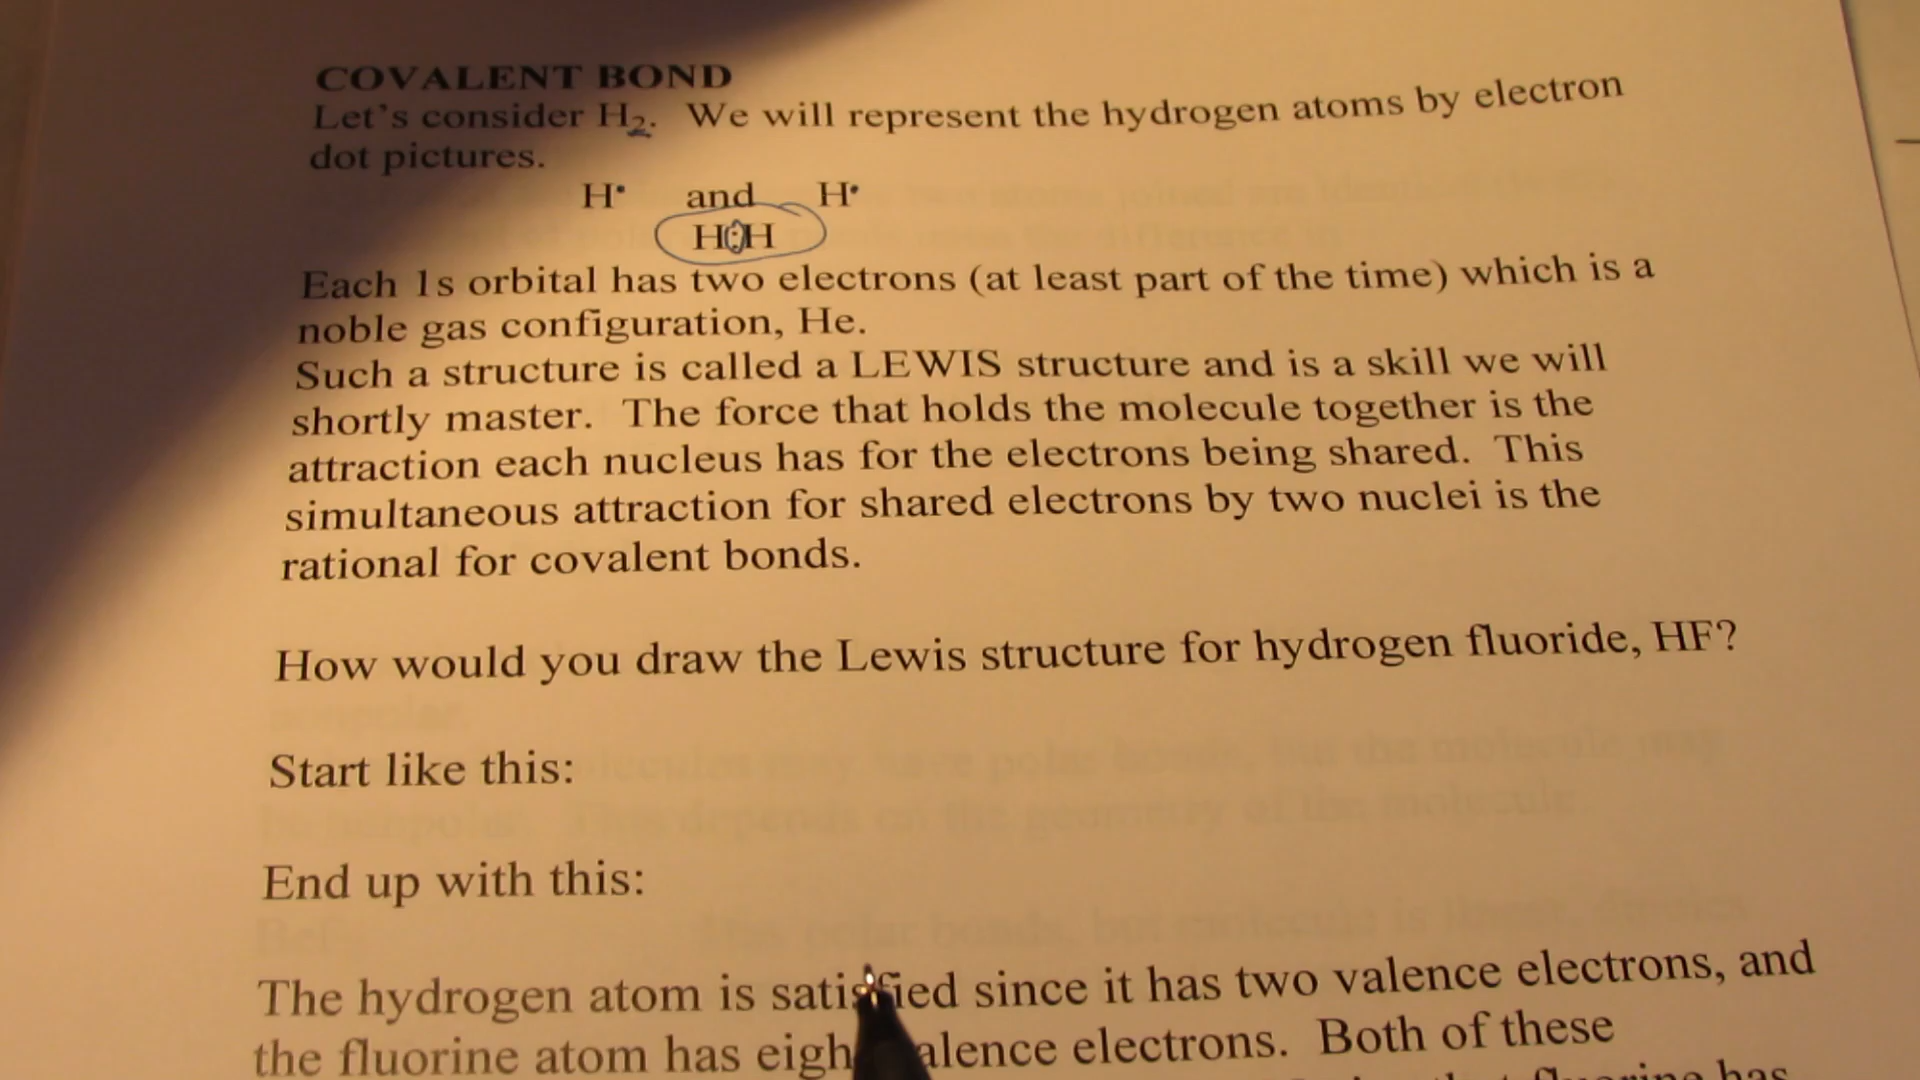 COVALENT BOND
Let's consider H2. We will represent the hydrogen atoms by electron
dot pictures.
H• and H•
H:H
Each 1s orbital has two electrons (at least part of the time) which is a
noble gas configuration, He.
Such a structure is called a LEWIS structure and is a skill we will
shortly master. The force that holds the molecule together is the
attraction each nucleus has for the electrons being shared. This
simultaneous attraction for shared electrons by two nuclei is the
rational for covalent bonds.
How would you draw the Lewis structure for hydrogen fluoride, HF?
Start like this:
End up with this:
The hydrogen atom is satisfied since it has two valence electrons, and
the fluorine atom has eight valence electrons. Both of these
that fluorine has